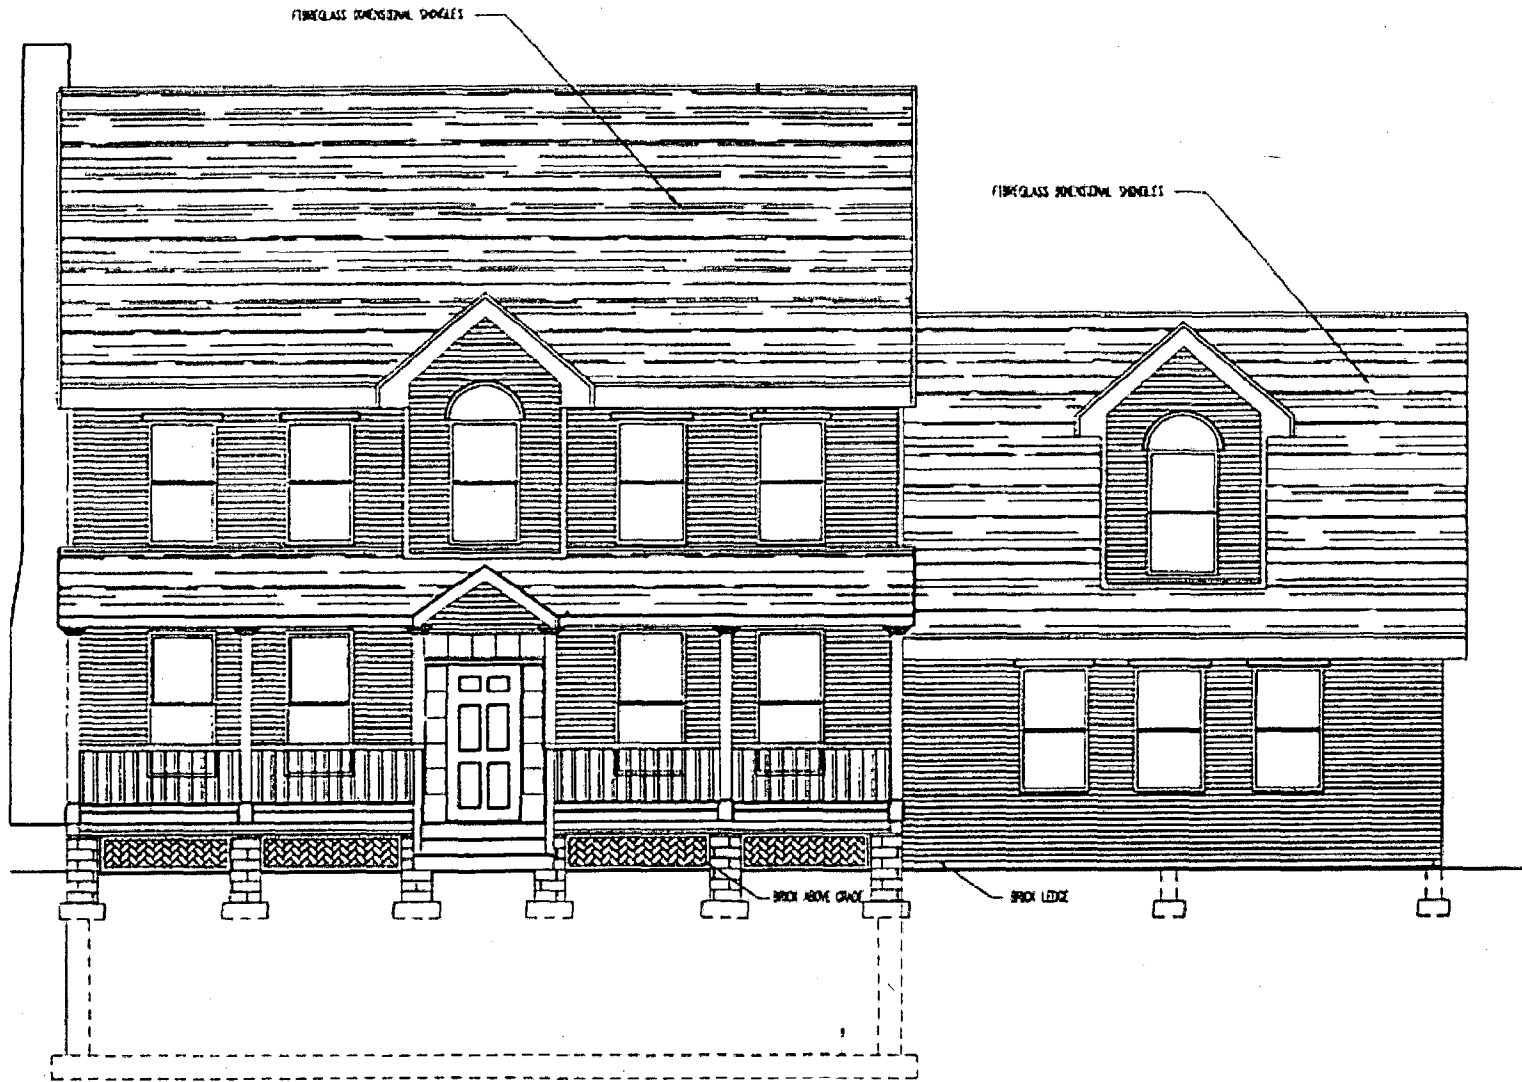 FIBREGLASS DIMENSIONAL SHINGLES
FIBREGLASS DIMENSIONAL SHINGLES
BRICK ABOVE GRADE
BRICK LEDGE